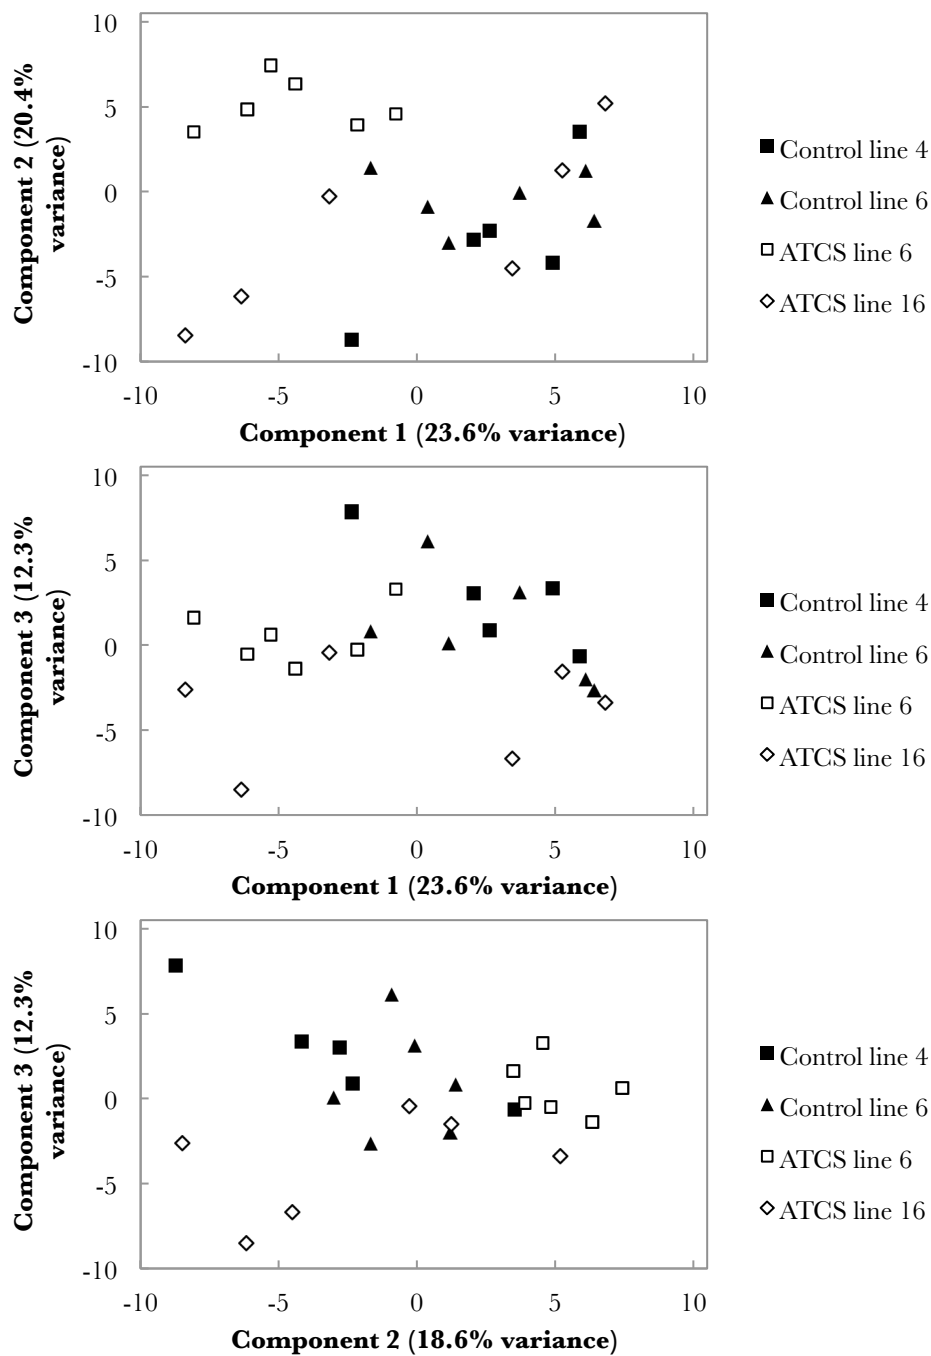 Component 2 (20.4%
variance)
10
5
0
-5
-10
-10 -5 0 5 10
Component 1 (23.6% variance)
Control line 4
Control line 6
ATCS line 6
ATCS line 16
Component 3 (12.3%
variance)
10
5
0
-5
-10
-10 -5 0 5 10
Component 1 (23.6% variance)
Control line 4
Control line 6
ATCS line 6
ATCS line 16
Component 3 (12.3%
variance)
10
5
0
-5
-10
-10 -5 0 5 10
Component 2 (18.6% variance)
Control line 4
Control line 6
ATCS line 6
ATCS line 16